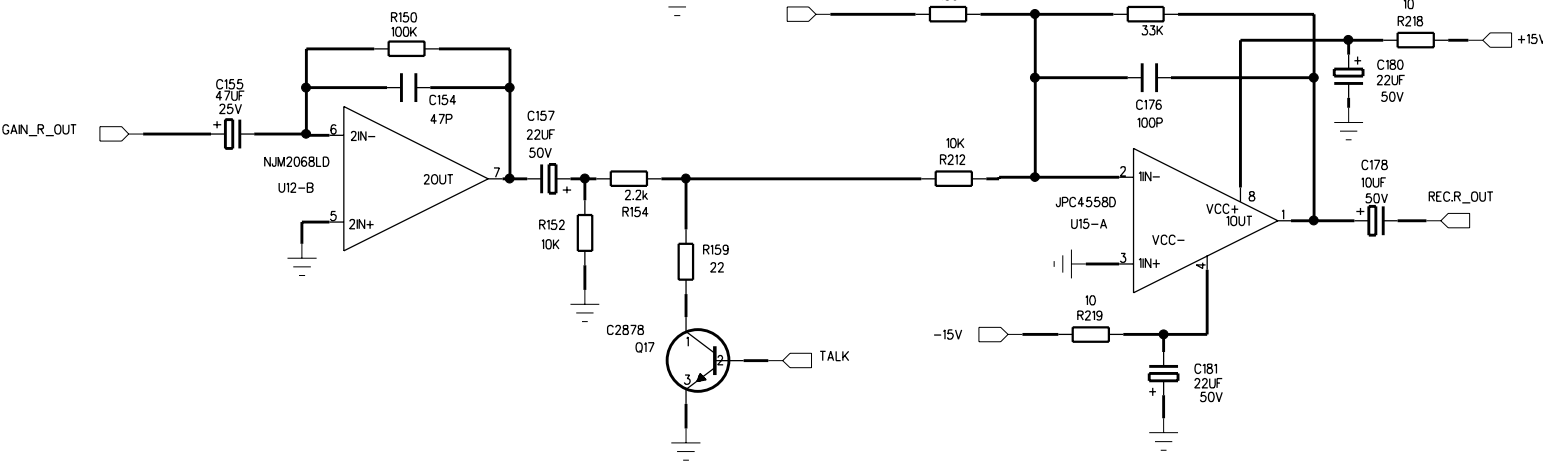 R150
100K
C154
47P
C155
47UF
25V
GAIN_R_OUT
+
6
2IN-
NJM2068LD
U12-B
2OUT
7
5
2IN+
C157
22UF
50V
+
2.2k
R154
R152
10K
R159
22
C2878
Q17
1
2
3
TALK
10K
R212
33K
C176
100P
2
1IN-
JPC4558D
U15-A
VCC+
8
1OUT
1
VCC-
4
3
1IN+
10
R218
+15V
+
C180
22UF
50V
C178
10UF
50V
+
REC.R_OUT
10
R219
-15V
C181
22UF
50V
+